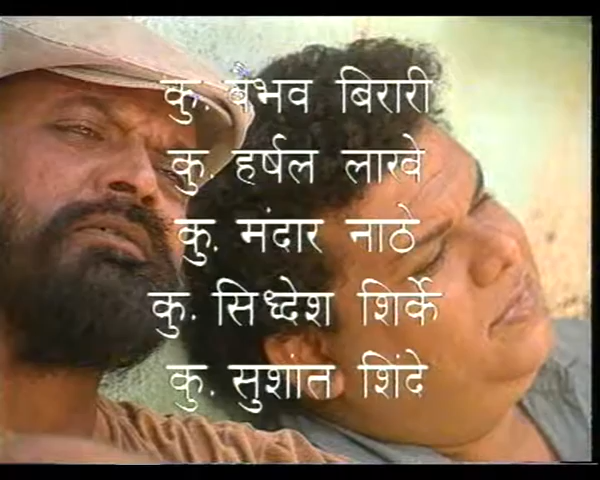 कु. वैभव बिरारी
कु. हर्षल लाखे
कु. मंदार नाठे
कु. सिध्देश शिर्के
कु. सुशांत शिंदे